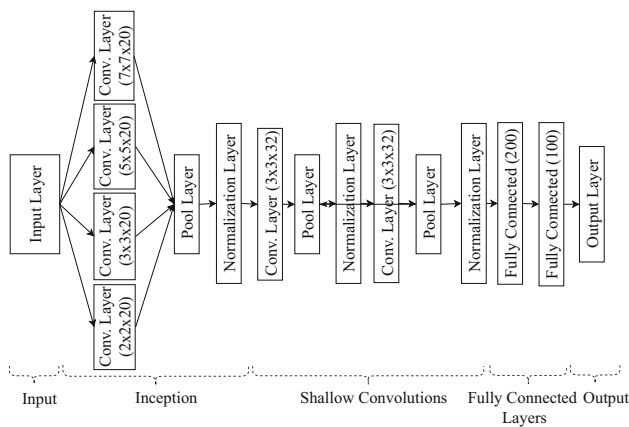 Input Layer
Conv. Layer
(7x7x20)
Conv. Layer
(5x5x20)
Conv. Layer
(3x3x20)
Conv. Layer
(2x2x20)
Pool Layer
Normalization Layer
Conv. Layer (3x3x32)
Pool Layer
Normalization Layer
Conv. Layer (3x3x32)
Pool Layer
Normalization Layer
Fully Connected (200)
Fully Connected (100)
Output Layer
Input
Inception
Shallow Convolutions
Fully Connected
Layers
Output